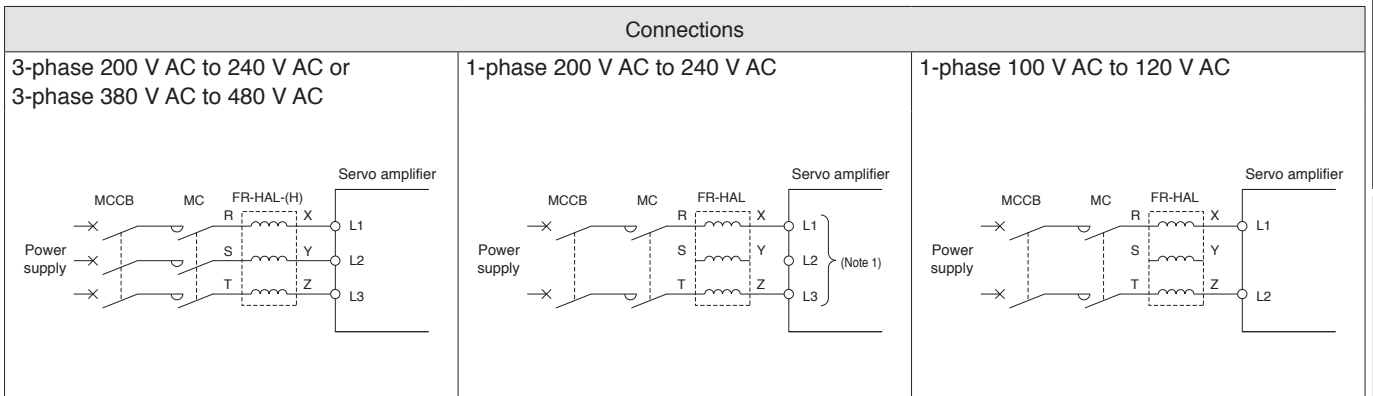 Connections
3-phase 200 V AC to 240 V AC or
3-phase 380 V AC to 480 V AC
Servo amplifier
MCCB MC FR-HAL-(H)
R X L1
Power
supply
S Y L2
T Z L3
1-phase 200 V AC to 240 V AC
Servo amplifier
MCCB MC FR-HAL
R X L1
Power
supply
S Y L2 (Note 1)
T Z L3
1-phase 100 V AC to 120 V AC
Servo amplifier
MCCB MC FR-HAL
R X L1
Power
supply
S Y
T Z L2